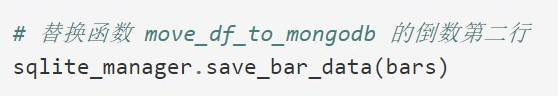 # 替换函数 move_df_to_mongodb 的倒数第二行
sqlite_manager.save_bar_data(bars)